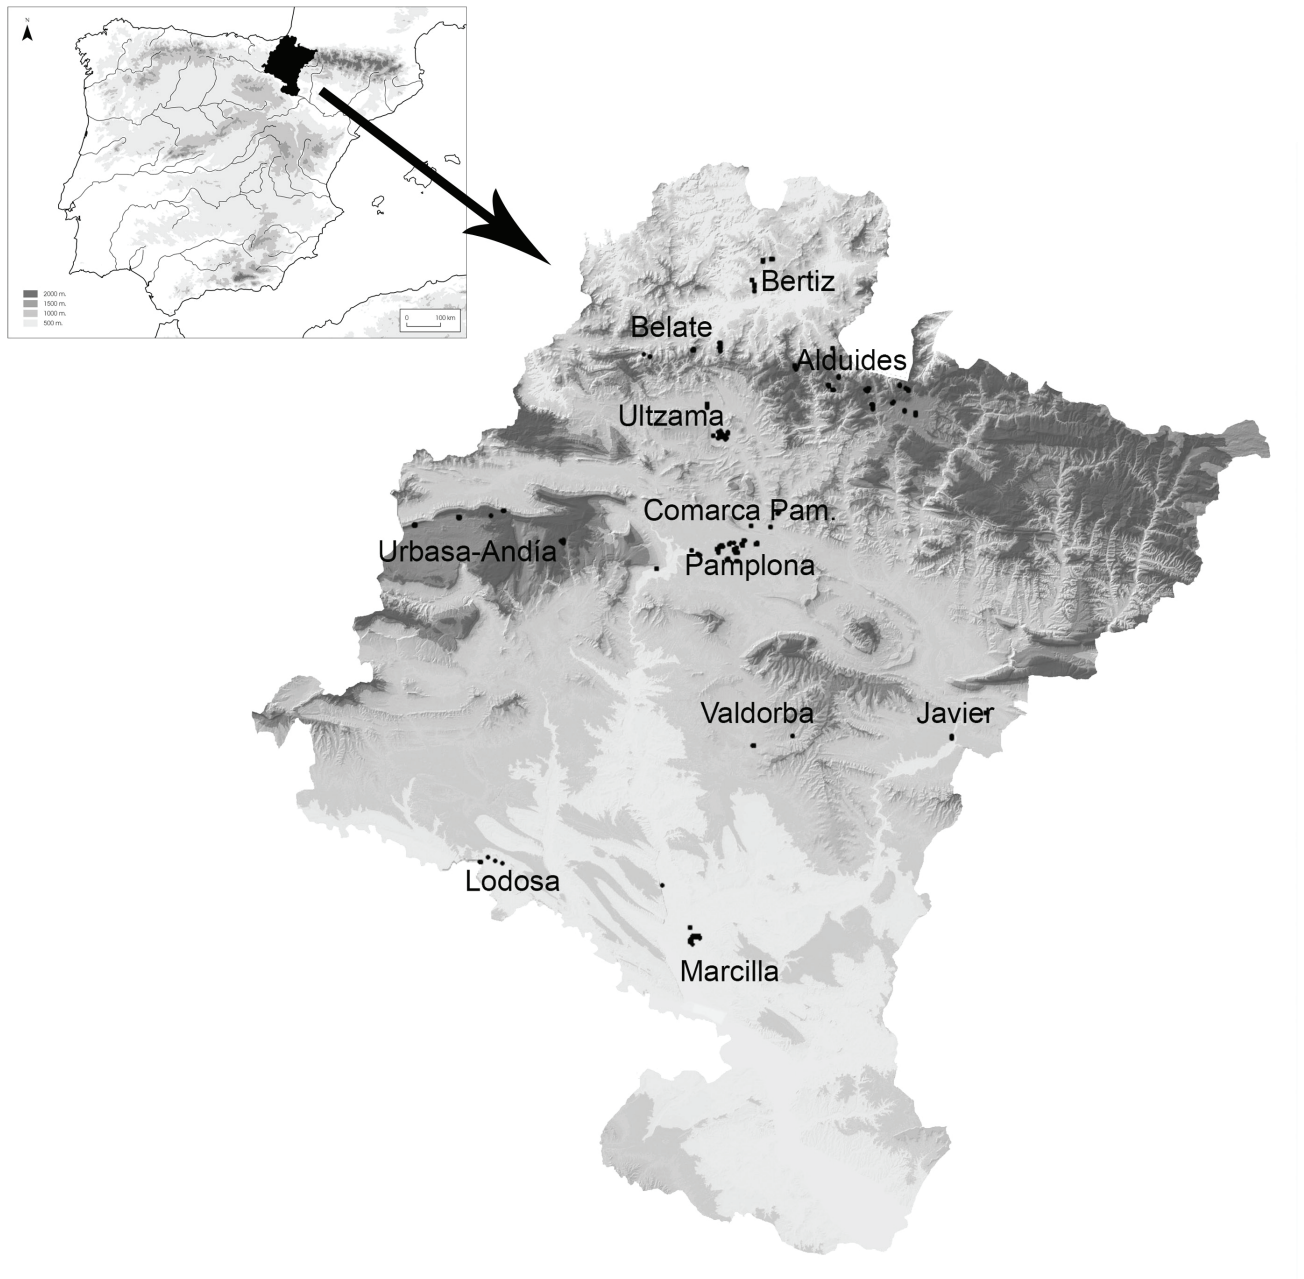 N
2000 m.
1500 m.
1000 m.
500 m.
0 100 km
Bertiz
Belate
Alduides
Ultzama
Comarca Pam.
Urbasa-Andía
Pamplona
Valdorba
Javier
Lodosa
Marcilla